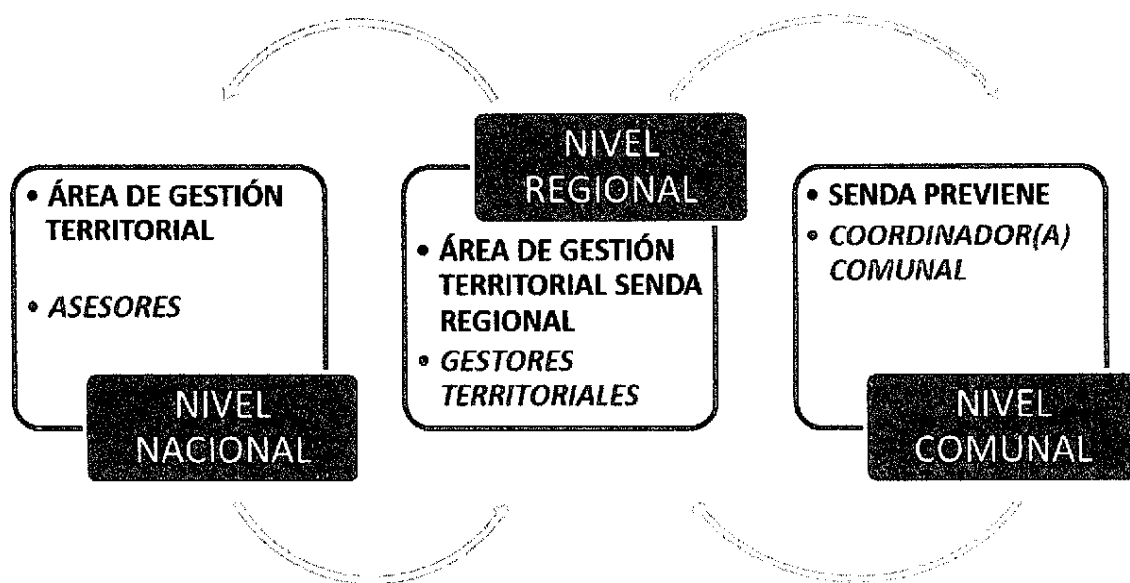 • ÁREA DE GESTIÓN
TERRITORIAL
• ASESORES
NIVEL
NACIONAL
NIVEL
REGIONAL
• ÁREA DE GESTIÓN
TERRITORIAL SENDA
REGIONAL
• GESTORES
TERRITORIALES
• SENDA PREVIENE
• COORDINADOR(A)
COMUNAL
NIVEL
COMUNAL